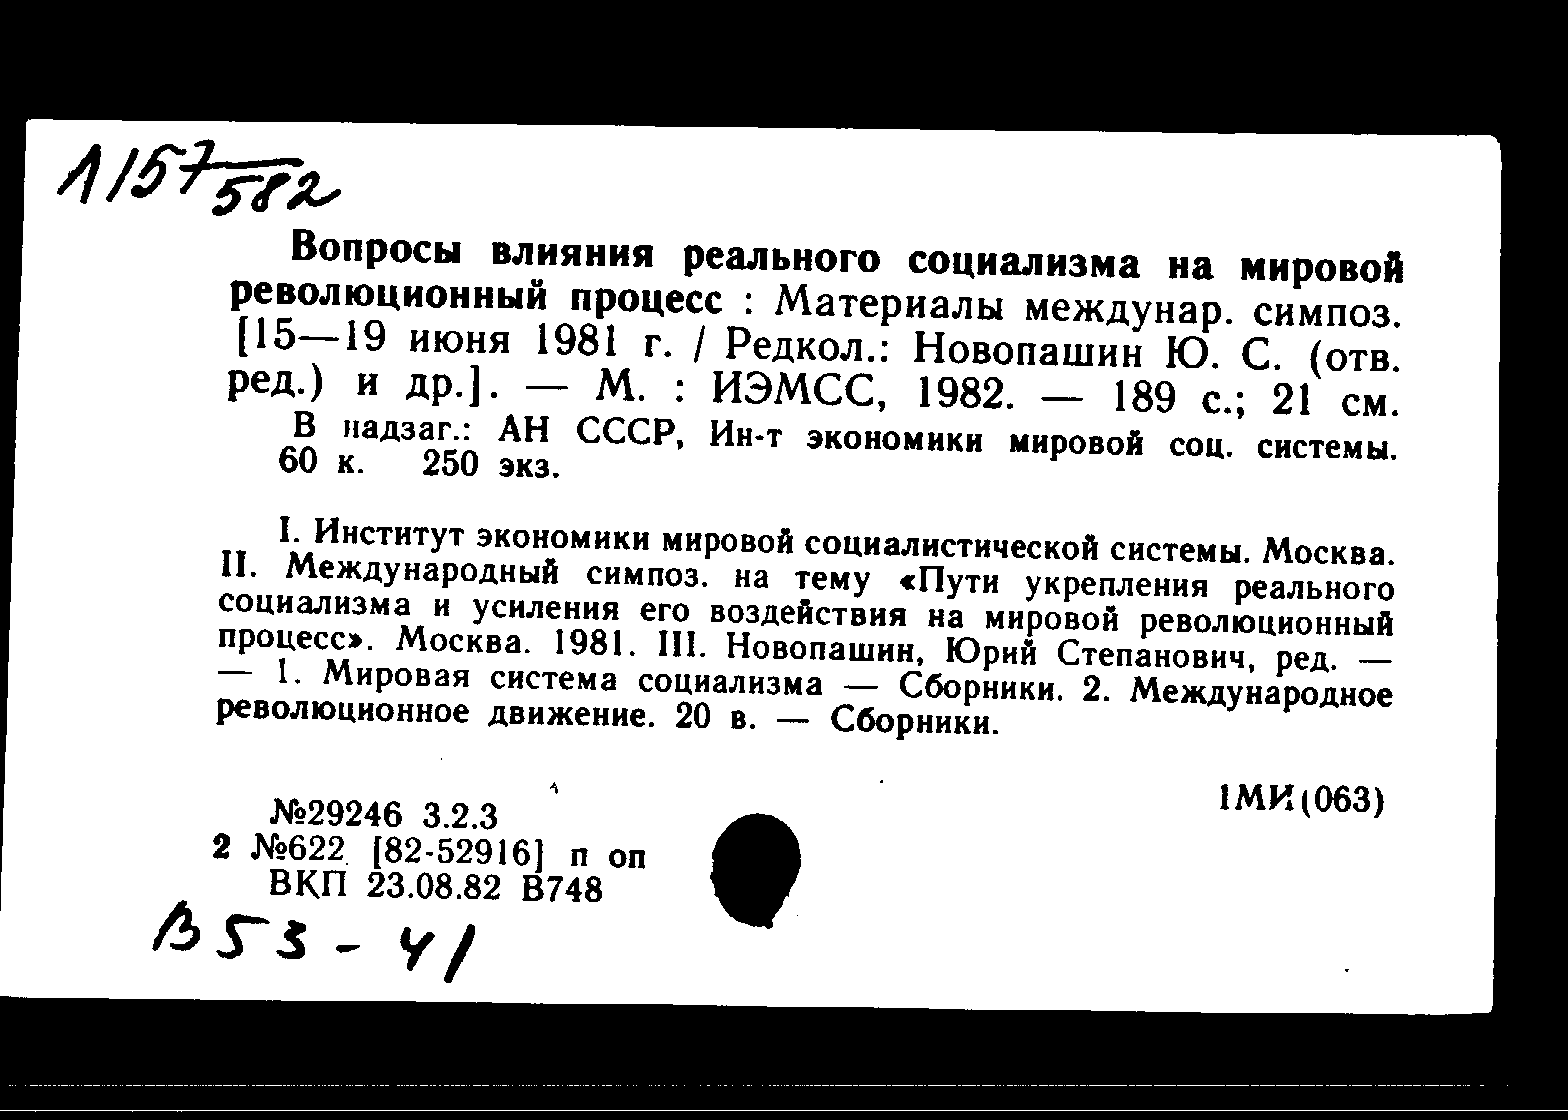 Л 157/582
Вопросы влияния реального социализма на мировой
революционный процесс : Материалы междунар. симпоз.
[15—19 июня 1981 г. / Редкол.: Новопашин Ю. С. (отв.
ред.) и др.]. — М. : ИЭМСС, 1982. — 189 с.; 21 см.
В надзаг.: АН СССР, Ин-т экономики мировой соц. системы.
60 к. 250 экз.
I. Институт экономики мировой социалистической системы. Москва.
II. Международный симпоз. на тему «Пути укрепления реального
социализма и усиления его воздействия на мировой революционный
процесс». Москва. 1981. III. Новопашин, Юрий Степанович, ред. —
— 1. Мировая система социализма — Сборники. 2. Международное
революционное движение. 20 в. — Сборники.
1МИ(063)
№29246 3.2.3
2 №622 [82-52916] п оп
ВКП 23.08.82 В748
В 53-41